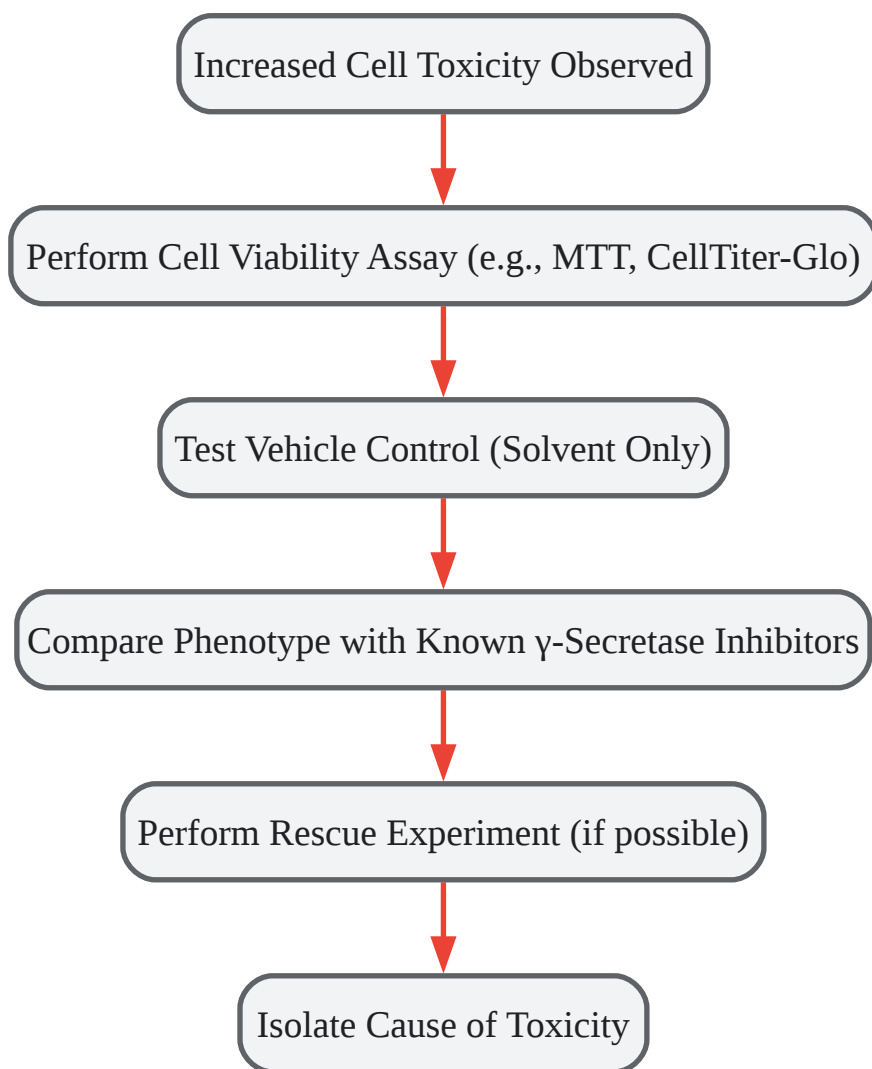 Increased Cell Toxicity Observed
Perform Cell Viability Assay (e.g., MTT, CellTiter-Glo)
Test Vehicle Control (Solvent Only)
Compare Phenotype with Known γ-Secretase Inhibitors
Perform Rescue Experiment (if possible)
Isolate Cause of Toxicity